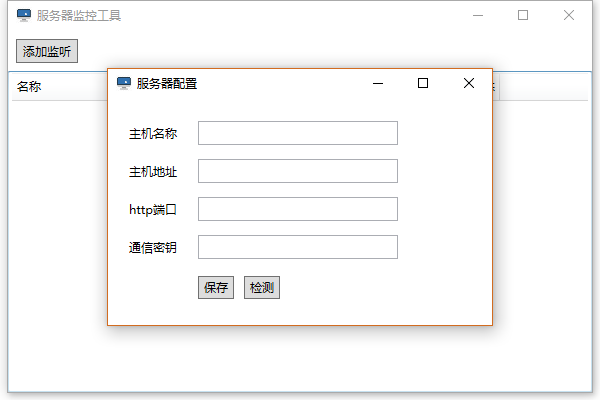 服务器监控工具
添加监听
名称
服务器配置
主机名称
主机地址
http端口
通信密钥
保存 检测